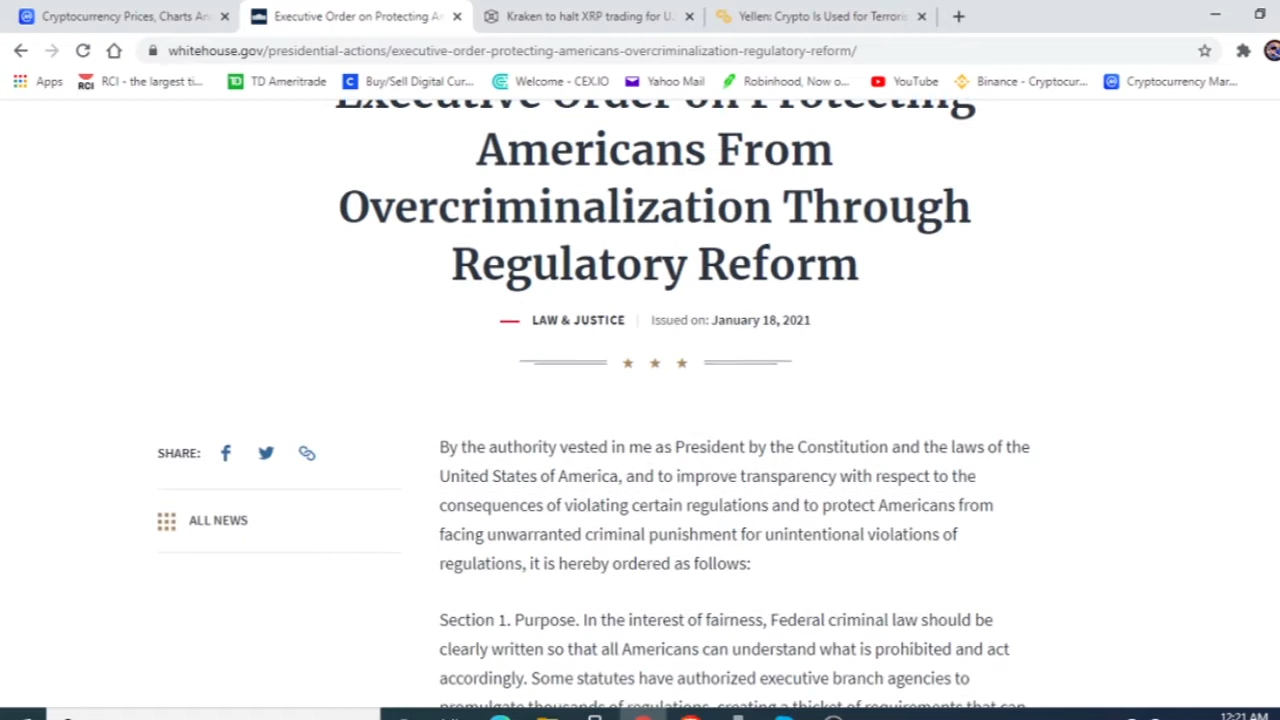 Cryptocurrency Prices, Charts An
Executive Order on Protecting A
Kraken to halt XRP trading for U.
Yellen: Crypto Is Used for Terroris
whitehouse.gov/presidential-actions/executive-order-protecting-americans-overcriminalization-regulatory-reform/
Apps
RCI - the largest ti...
TD Ameritrade
Buy/Sell Digital Cur...
Welcome - CEX.IO
Yahoo Mail
Robinhood, Now o...
YouTube
Binance - Cryptocur...
Cryptocurrency Mar...
Executive Order on Protecting
Americans From
Overcriminalization Through
Regulatory Reform
LAW & JUSTICE
Issued on: January 18, 2021
SHARE:
ALL NEWS
By the authority vested in me as President by the Constitution and the laws of the
United States of America, and to improve transparency with respect to the
consequences of violating certain regulations and to protect Americans from
facing unwarranted criminal punishment for unintentional violations of
regulations, it is hereby ordered as follows:
Section 1. Purpose. In the interest of fairness, Federal criminal law should be
clearly written so that all Americans can understand what is prohibited and act
accordingly. Some statutes have authorized executive branch agencies to
promulgate thousands of regulations, creating a thicket of requirements that can
12:21 AM